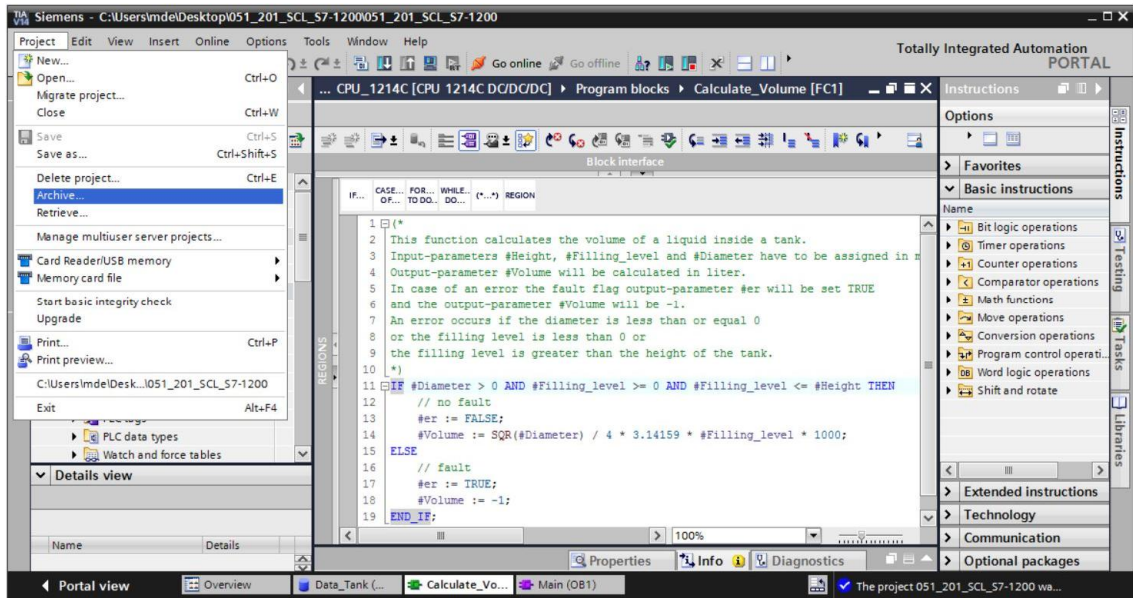 TIA V14 Siemens - C:\Users\mde\Desktop\051_201_SCL_S7-1200\051_201_SCL_S7-1200
Project Edit View Insert Online Options Tools Window Help
Totally Integrated Automation
PORTAL
Go online Go offline
New...
Open... Ctrl+O
Migrate project...
Close Ctrl+W
Save Ctrl+S
Save as... Ctrl+Shift+S
Delete project... Ctrl+E
Archive...
Retrieve...
Manage multiuser server projects...
Card Reader/USB memory
Memory card file
Start basic integrity check
Upgrade
Print... Ctrl+P
Print preview...
C:\Users\mde\Desk...\051_201_SCL_S7-1200
Exit Alt+F4
PLC data types
Watch and force tables
Details view
Name Details
... CPU_1214C [CPU 1214C DC/DC/DC] Program blocks Calculate_Volume [FC1]
Block interface
IF... CASE... OF... FOR... TO DO... WHILE... DO... (*...*) REGION
REGIONS
1 (*
2 This function calculates the volume of a liquid inside a tank.
3 Input-parameters #Height, #Filling_level and #Diameter have to be assigned in
4 Output-parameter #Volume will be calculated in liter.
5 In case of an error the fault flag output-parameter #er will be set TRUE
6 and the output-parameter #Volume will be -1.
7 An error occurs if the diameter is less than or equal 0
8 or the filling level is less than 0 or
9 the filling level is greater than the height of the tank.
10 *)
11 IF #Diameter > 0 AND #Filling_level >= 0 AND #Filling_level <= #Height THEN
12 // no fault
13 #er := FALSE;
14 #Volume := SQR(#Diameter) / 4 * 3.14159 * #Filling_level * 1000;
15 ELSE
16 // fault
17 #er := TRUE;
18 #Volume := -1;
19 END_IF;
100%
Properties Info Diagnostics
Instructions
Options
Favorites
Basic instructions
Name
Bit logic operations
Timer operations
Counter operations
Comparator operations
Math functions
Move operations
Conversion operations
Program control operati...
Word logic operations
Shift and rotate
Extended instructions
Technology
Communication
Optional packages
Instructions
Testing
Tasks
Libraries
Portal view Overview Data_Tank (... Calculate_Vo... Main (OB1) The project 051_201_SCL_S7-1200 wa...